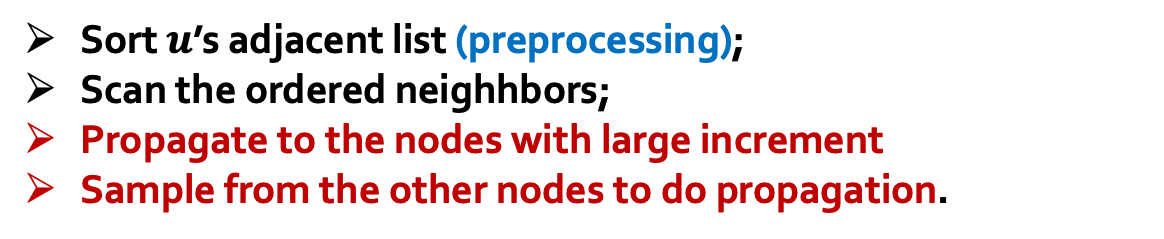 ➢ Sort u's adjacent list (preprocessing);
➢ Scan the ordered neighhbors;
➢ Propagate to the nodes with large increment
➢ Sample from the other nodes to do propagation.